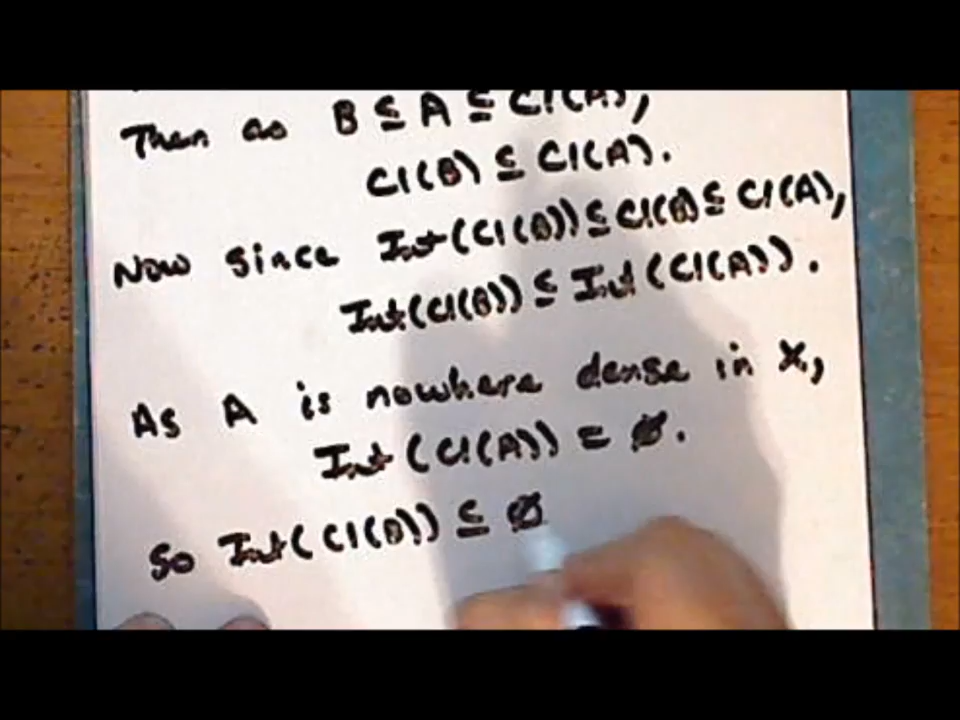 Then as B ⊆ A ⊆ Cl(A),
Cl(B) ⊆ Cl(A).
Now since Int(Cl(B)) ⊆ Cl(B) ⊆ Cl(A),
Int(Cl(B)) ⊆ Int(Cl(A)).
As A is nowhere dense in X,
Int(Cl(A)) = ∅.
So Int(Cl(B)) ⊆ ∅